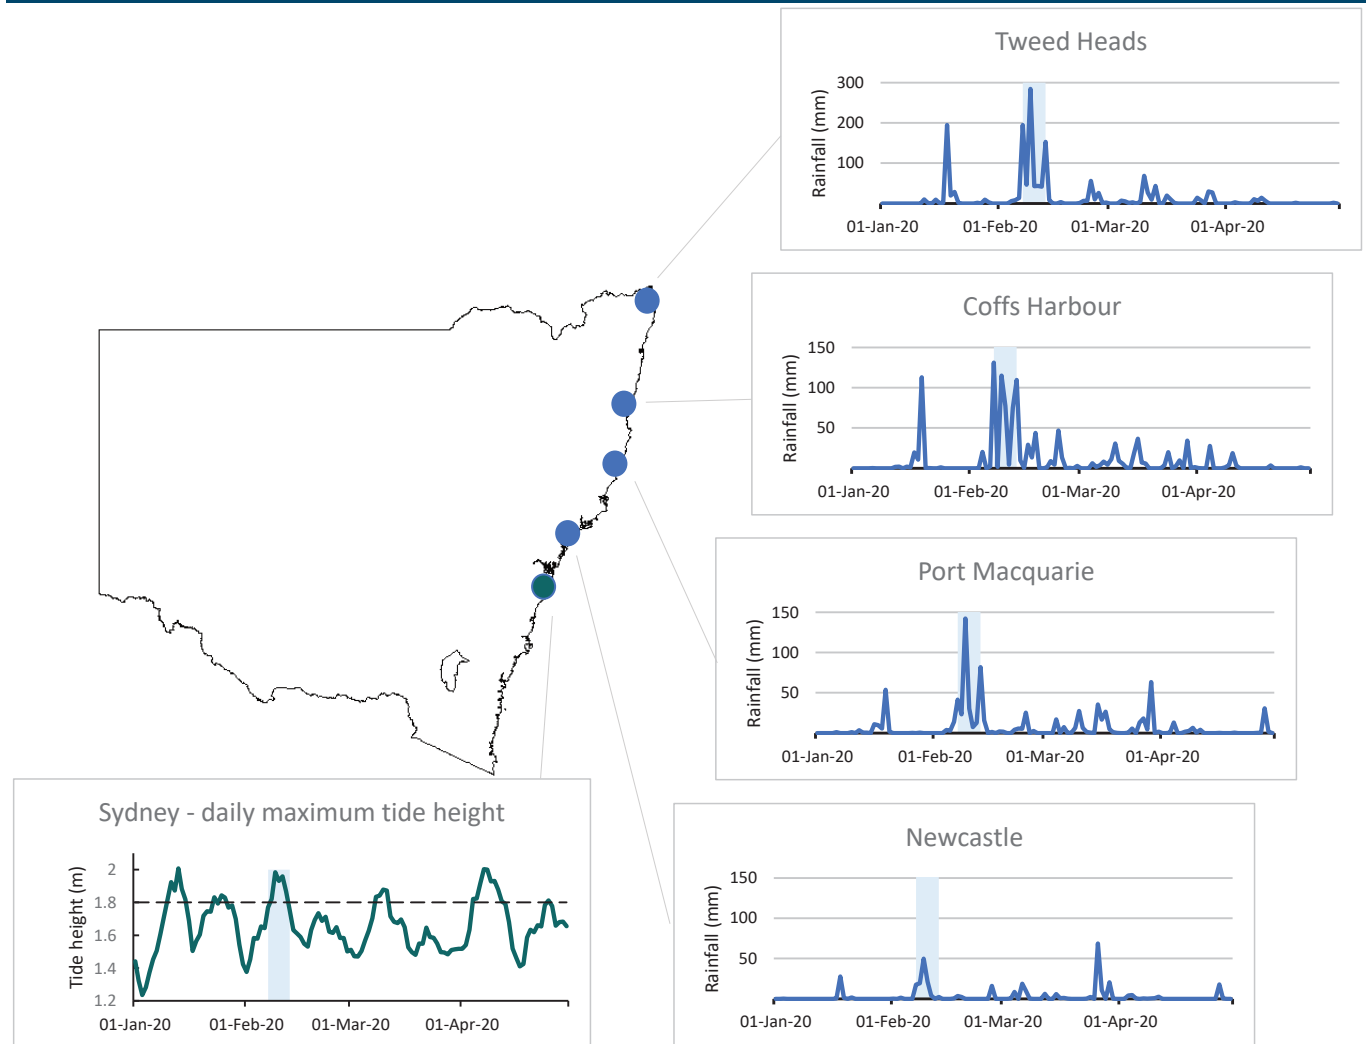 Tweed Heads
Rainfall (mm)
300
200
100
01-Jan-20 01-Feb-20 01-Mar-20 01-Apr-20
Coffs Harbour
Rainfall (mm)
150
100
50
01-Jan-20 01-Feb-20 01-Mar-20 01-Apr-20
Port Macquarie
Rainfall (mm)
150
100
50
01-Jan-20 01-Feb-20 01-Mar-20 01-Apr-20
Sydney - daily maximum tide height
Tide height (m)
2
1.8
1.6
1.4
1.2
01-Jan-20 01-Feb-20 01-Mar-20 01-Apr-20
Newcastle
Rainfall (mm)
150
100
50
01-Jan-20 01-Feb-20 01-Mar-20 01-Apr-20